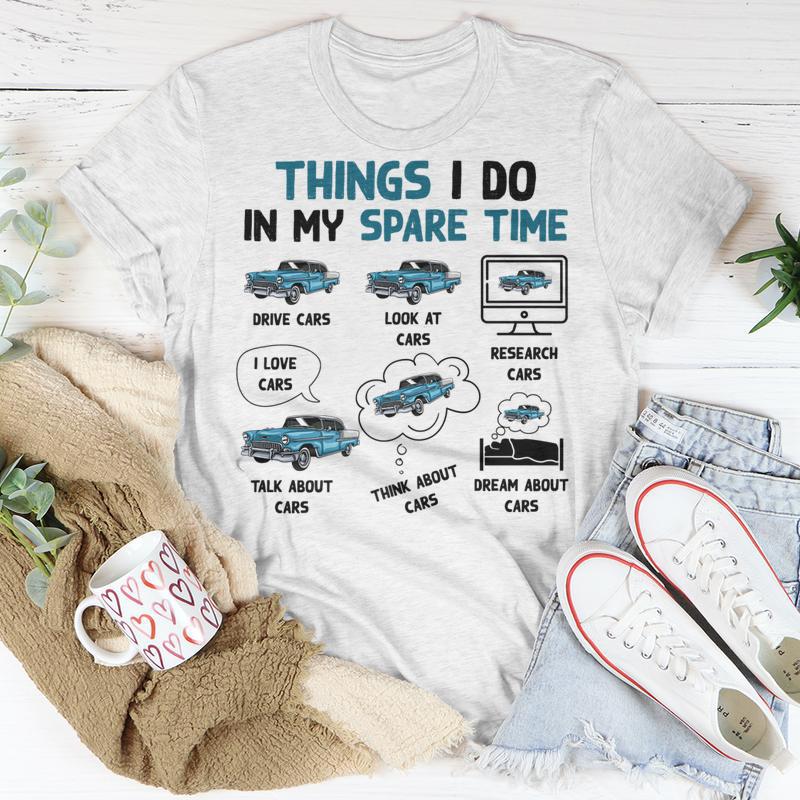 THINGS I DO
IN MY SPARE TIME
DRIVE CARS
LOOK AT
CARS
RESEARCH
CARS
I LOVE
CARS
TALK ABOUT
CARS
THINK ABOUT
CARS
DREAM ABOUT
CARS